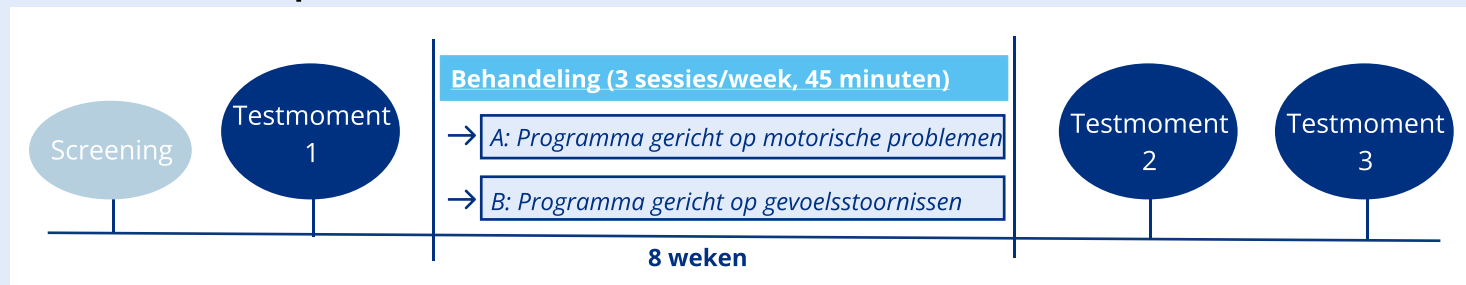 Screening
Testmoment
1
Behandeling (3 sessies/week, 45 minuten)
A: Programma gericht op motorische problemen
B: Programma gericht op gevoelsstoornissen
8 weken
Testmoment
2
Testmoment
3